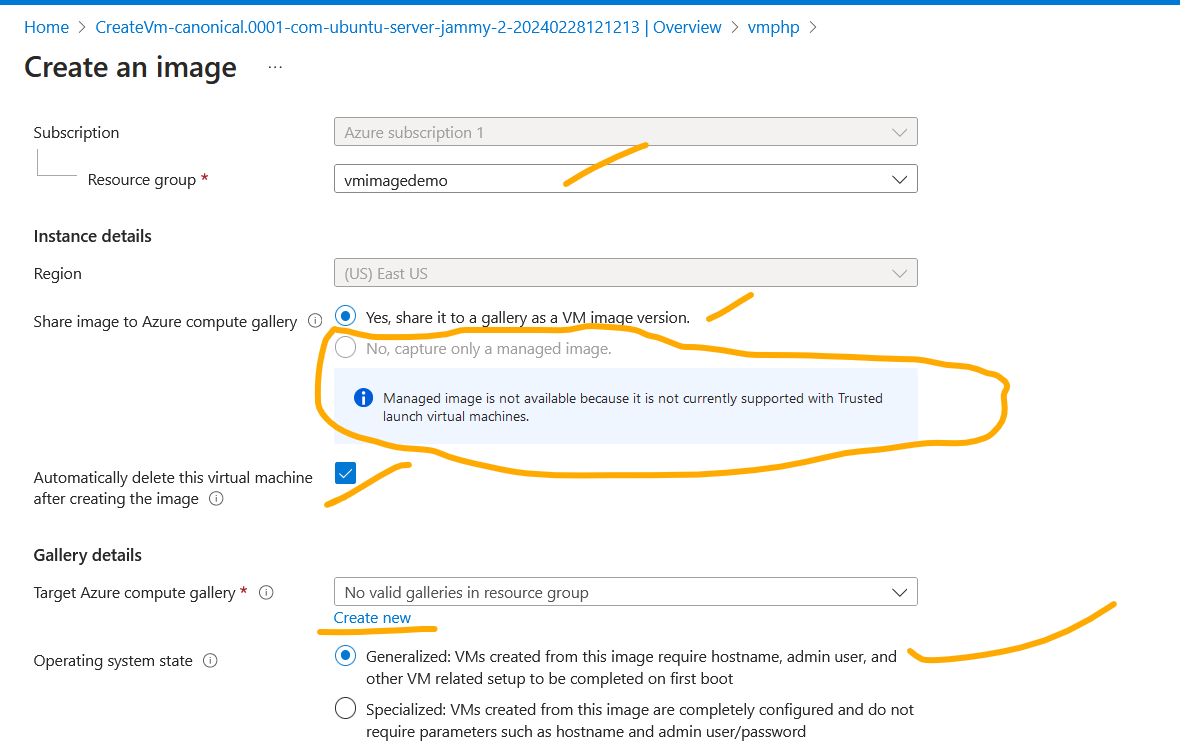 Home > CreateVm-canonical.0001-com-ubuntu-server-jammy-2-20240228121213 | Overview > vmphp >
Create an image ...
Subscription
Azure subscription 1
Resource group *
vmimagedemo
Instance details
Region
(US) East US
Share image to Azure compute gallery
Yes, share it to a gallery as a VM image version.
No, capture only a managed image.
Managed image is not available because it is not currently supported with Trusted
launch virtual machines.
Automatically delete this virtual machine
after creating the image
Gallery details
Target Azure compute gallery *
No valid galleries in resource group
Create new
Operating system state
Generalized: VMs created from this image require hostname, admin user, and
other VM related setup to be completed on first boot
Specialized: VMs created from this image are completely configured and do not
require parameters such as hostname and admin user/password